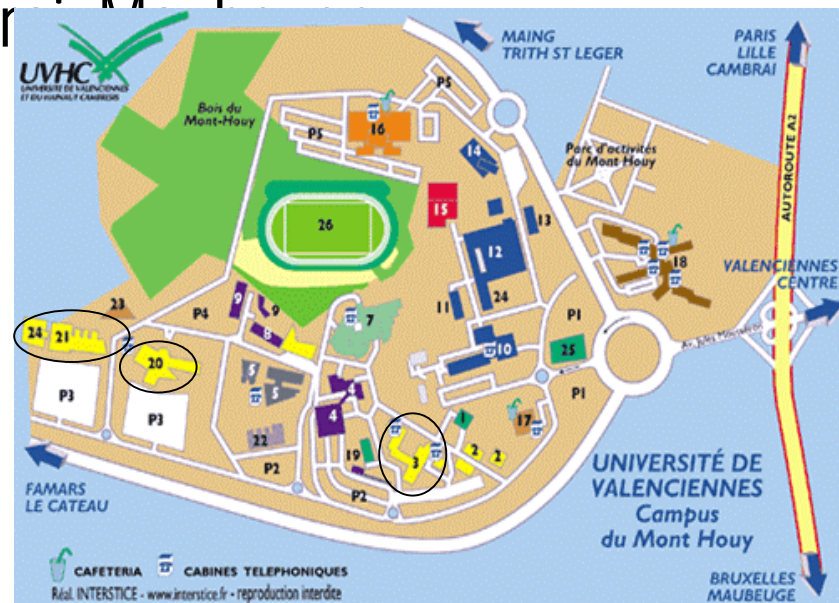 UVHC
UNIVERSITÉ DE VALENCIENNES
ET DU HAINAUT CAMBRESIS
MAING
TRITH ST LEGER
PARIS
LILLE
CAMBRAI
Bois du
Mont-Houy
P5
P5
16
14
Parc d'activités
du Mont Houy
AUTOROUTE A2
15
13
26
12
18
VALENCIENNES
CENTRE
23
9
9
11
24
P4
P1
24
21
8
7
10
25
20
5
5
P3
P3
4
4
P1
1
17
22
19
3
2
2
P2
P2
FAMARS
LE CATEAU
UNIVERSITÉ DE
VALENCIENNES
Campus
du Mont Houy
CAFETERIA
CABINES TELEPHONIQUES
Réal. INTERSTICE - www.interstice.fr - reproduction interdite
BRUXELLES
MAUBEUGE